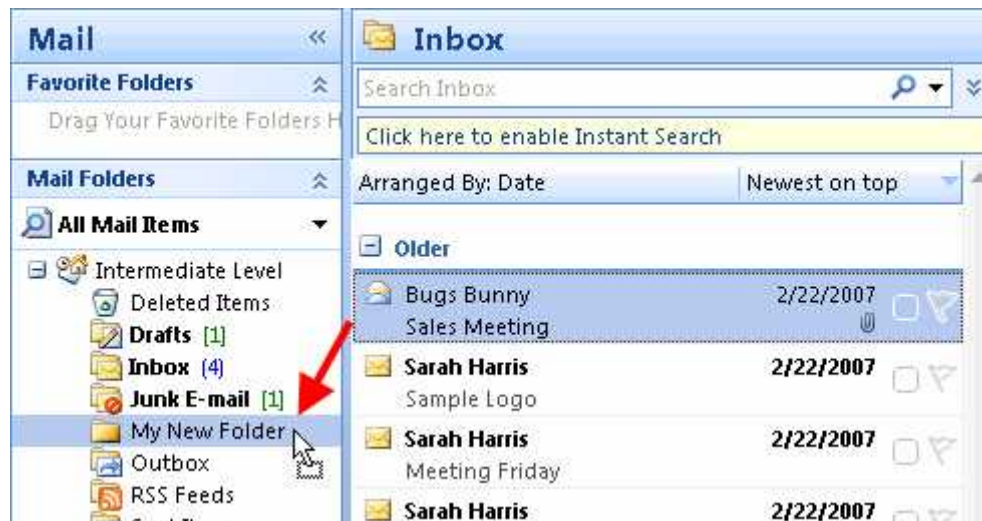 Mail «
Favorite Folders
Drag Your Favorite Folders H
Mail Folders
All Mail Items
Intermediate Level
Deleted Items
Drafts [1]
Inbox (4)
Junk E-mail [1]
My New Folder
Outbox
RSS Feeds
Inbox
Search Inbox
Click here to enable Instant Search
Arranged By: Date Newest on top
Older
Bugs Bunny 2/22/2007
Sales Meeting
Sarah Harris 2/22/2007
Sample Logo
Sarah Harris 2/22/2007
Meeting Friday
Sarah Harris 2/22/2007